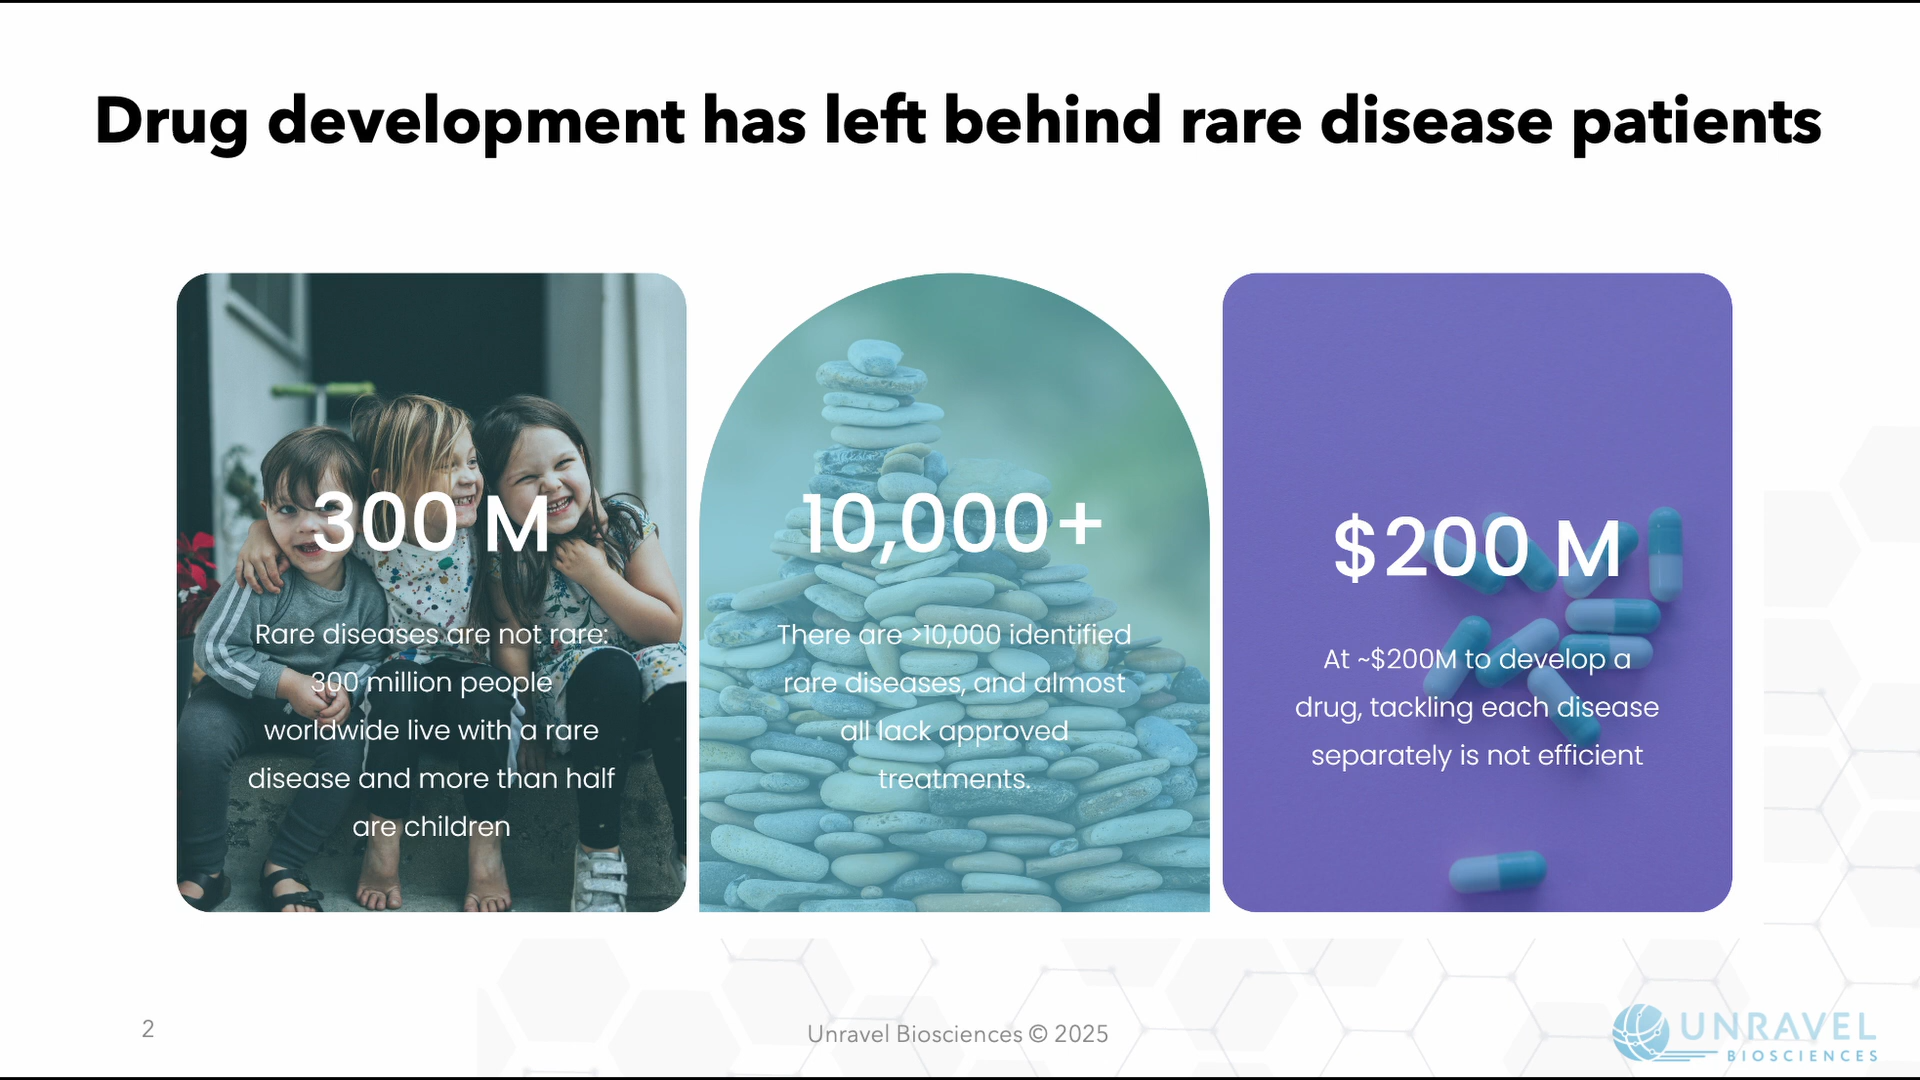 Drug development has left behind rare disease patients
300 M
Rare diseases are not rare:
300 million people
worldwide live with a rare
disease and more than half
are children
10,000+
There are >10,000 identified
rare diseases, and almost
all lack approved
treatments.
$200 M
At ~$200M to develop a
drug, tackling each disease
separately is not efficient
2
Unravel Biosciences © 2025
UNRAVEL
BIOSCIENCES